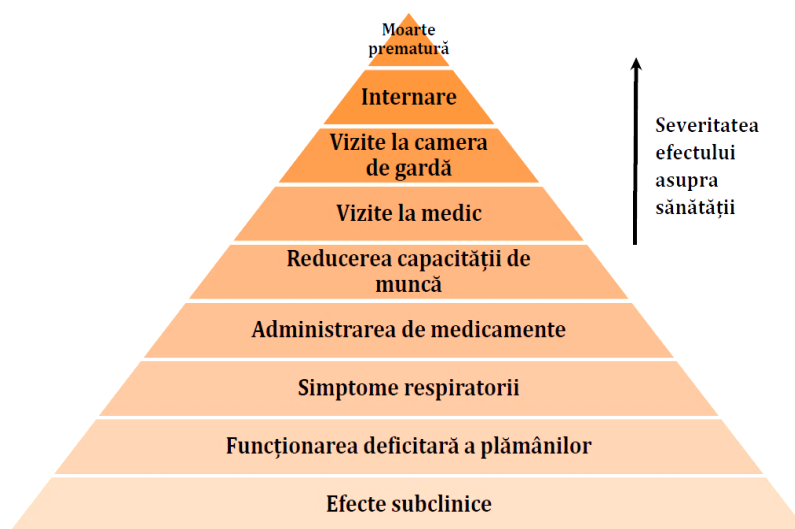 Moarte
prematură
Internare
Vizite la camera
de gardă
Vizite la medic
Reducerea capacității de
muncă
Administrarea de medicamente
Simptome respiratorii
Funcționarea deficitară a plămânilor
Efecte subclinice
Severitatea
efectului
asupra
sănătății